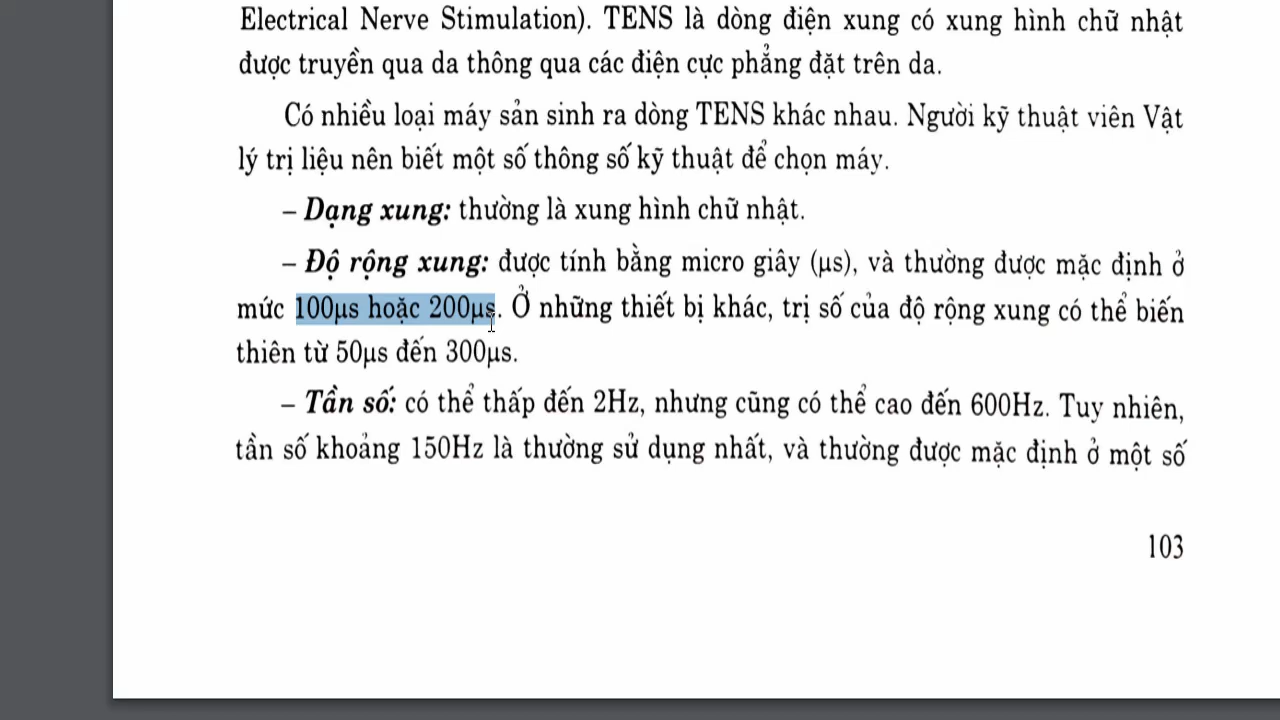 Electrical Nerve Stimulation). TENS là dòng điện xung có xung hình chữ nhật
được truyền qua da thông qua các điện cực phẳng đặt trên da.
Có nhiều loại máy sản sinh ra dòng TENS khác nhau. Người kỹ thuật viên Vật
lý trị liệu nên biết một số thông số kỹ thuật để chọn máy.
– Dạng xung: thường là xung hình chữ nhật.
– Độ rộng xung: được tính bằng micro giây (µs), và thường được mặc định ở
mức 100µs hoặc 200µs. Ở những thiết bị khác, trị số của độ rộng xung có thể biến
thiên từ 50µs đến 300µs.
– Tần số: có thể thấp đến 2Hz, nhưng cũng có thể cao đến 600Hz. Tuy nhiên,
tần số khoảng 150Hz là thường sử dụng nhất, và thường được mặc định ở một số
103